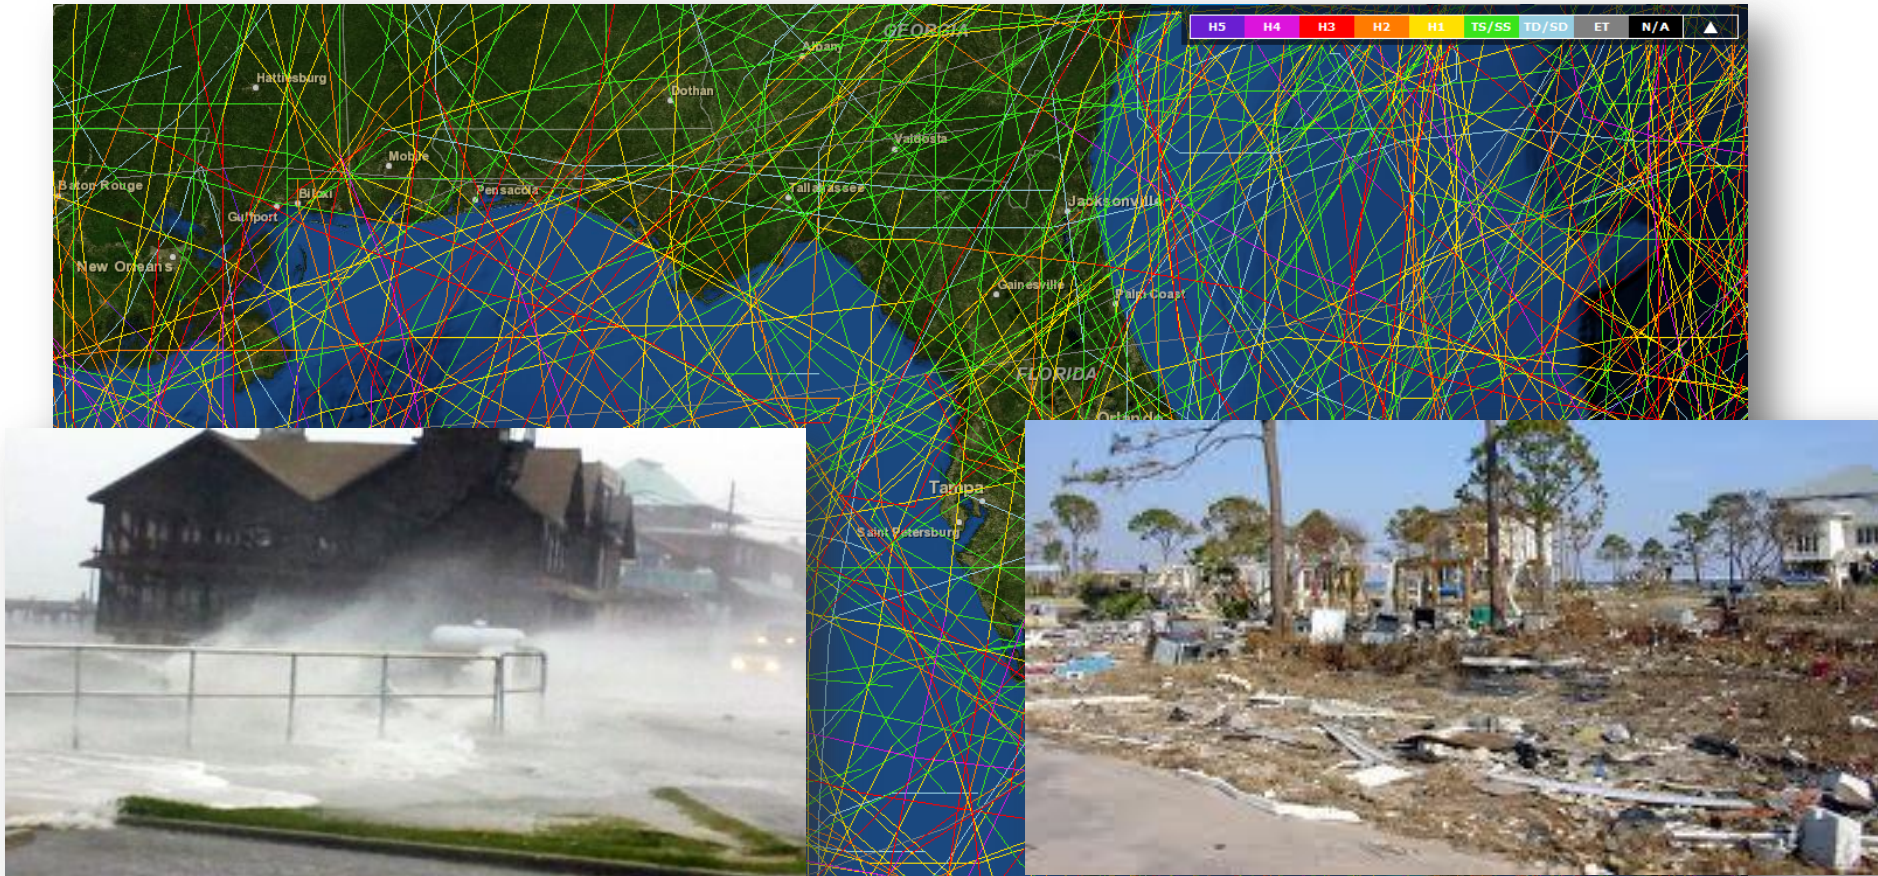 H5 H4 H3 H2 H1 TS/SS TD/SD ET N/A
GEORGIA
Albany
Hattiesburg
Dothan
Valdosta
Mobile
Baton Rouge
Biloxi
Pensacola
Tallahassee
Jacksonville
Gulfport
New Orleans
Gainesville
Palm Coast
FLORIDA
Orlando
Tampa
Saint Petersburg